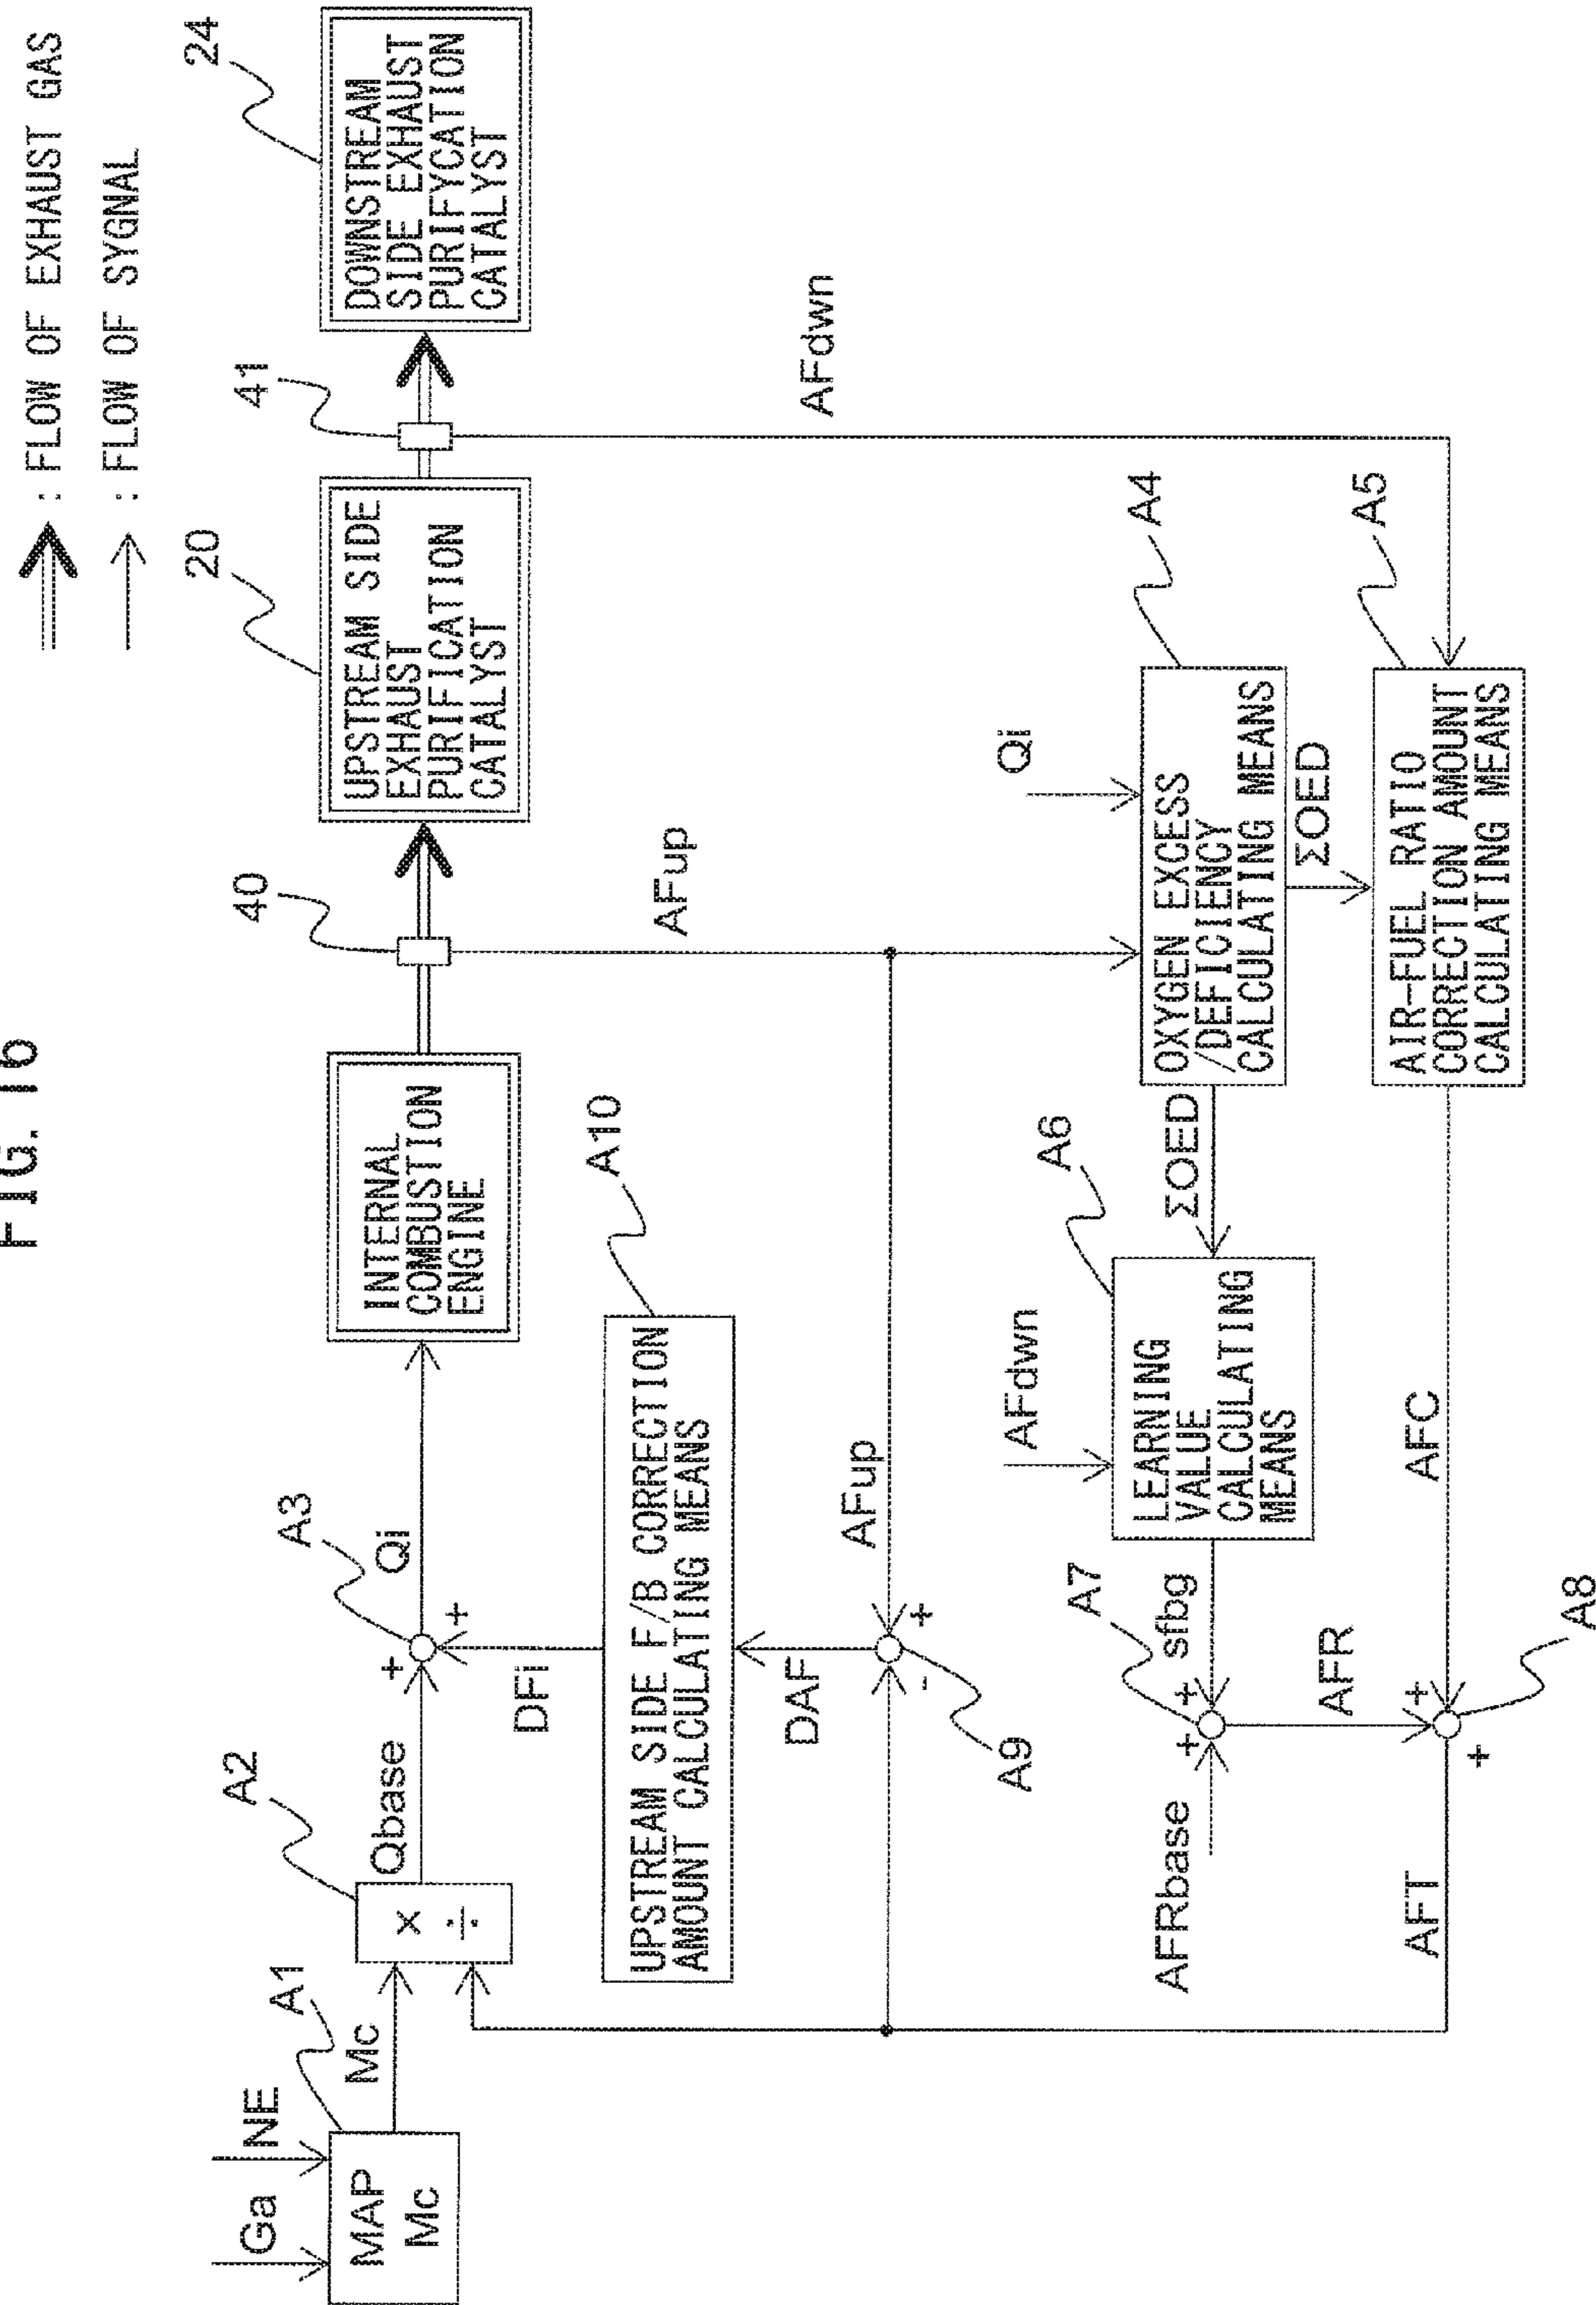 FIG. 16
: FLOW OF EXHAUST GAS
: FLOW OF SYGNAL
Ga
NE
A1
MAP
Mc
Mc
A2
×
÷
Qbase
A3
+
+
Qi
INTERNAL
COMBUSTION
ENGINE
40
20
UPSTREAM SIDE
EXHAUST
PURIFICATION
CATALYST
41
24
DOWNSTREAM
SIDE EXHAUST
PURIFYCATION
CATALYST
DFi
A10
UPSTREAM SIDE F/B CORRECTION
AMOUNT CALCULATING MEANS
AFup
AFdwn
DAF
AFup
+
-
A9
AFdwn
A6
LEARNING
VALUE
CALCULATING
MEANS
ΣOED
Qi
A4
OXYGEN EXCESS
/DEFICIENCY
CALCULATING MEANS
ΣOED
A5
AIR-FUEL RATIO
CORRECTION AMOUNT
CALCULATING MEANS
AFRbase
+
+
sfbg
A7
AFR
AFC
AFT
+
+
A8